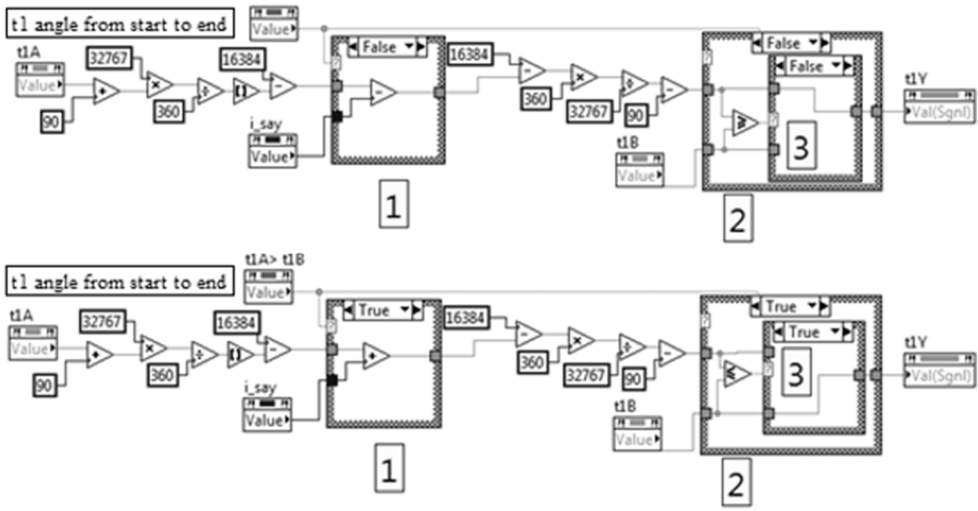 t1 angle from start to end
Value
t1A
Value
90
32767
360
16384
i_say
Value
False
1
16384
360
32767
90
t1B
Value
False
False
3
2
t1Y
Val(Sgnl)
t1 angle from start to end
t1A> t1B
Value
t1A
Value
90
32767
360
16384
i_say
Value
True
1
16384
360
32767
90
t1B
Value
True
True
3
2
t1Y
Val(Sgnl)